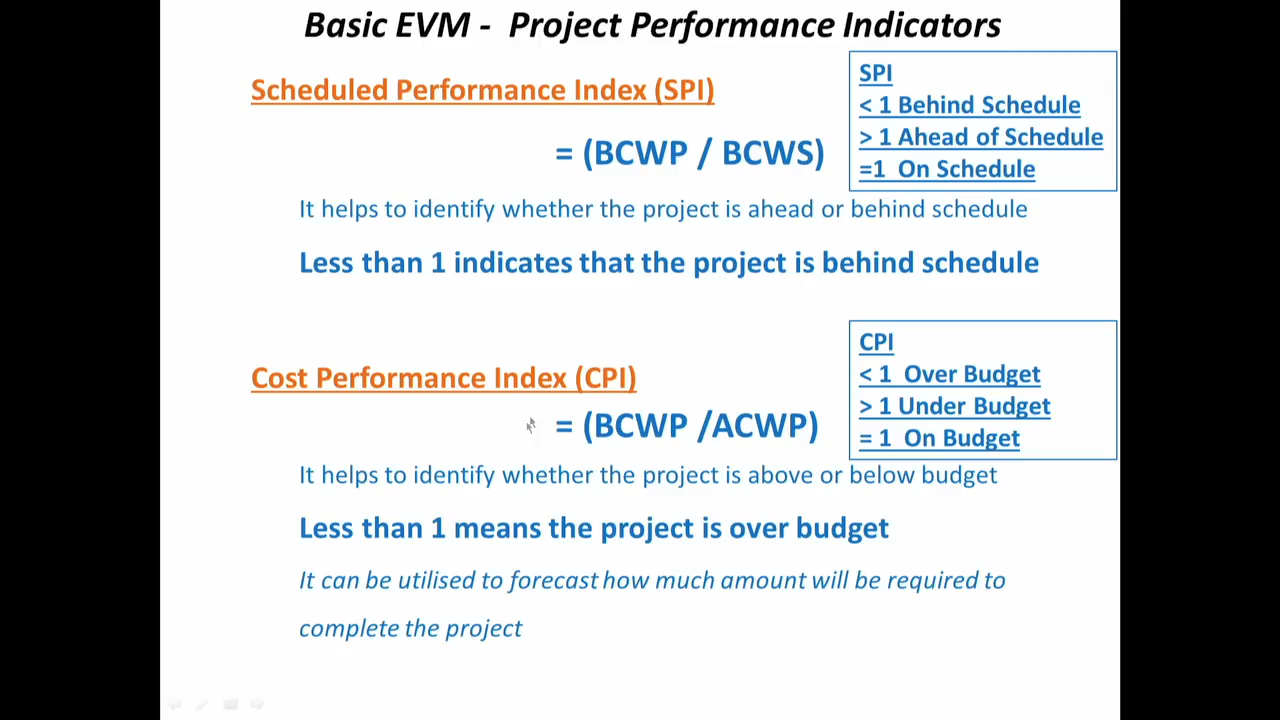 Basic EVM - Project Performance Indicators
Scheduled Performance Index (SPI)
= (BCWP / BCWS)
SPI
< 1 Behind Schedule
> 1 Ahead of Schedule
=1 On Schedule
It helps to identify whether the project is ahead or behind schedule
Less than 1 indicates that the project is behind schedule
Cost Performance Index (CPI)
= (BCWP /ACWP)
CPI
< 1 Over Budget
> 1 Under Budget
= 1 On Budget
It helps to identify whether the project is above or below budget
Less than 1 means the project is over budget
It can be utilised to forecast how much amount will be required to
complete the project